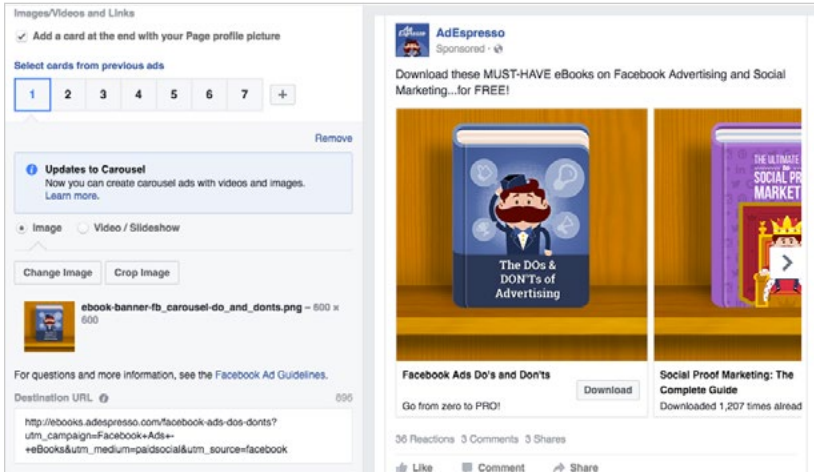 Images/Videos and Links
Add a card at the end with your Page profile picture
Select cards from previous ads
1 2 3 4 5 6 7 +
Remove
Updates to Carousel
Now you can create carousel ads with videos and images.
Learn more.
Image Video / Slideshow
Change Image Crop Image
ebook-banner-fb_carousel-do_and_donts.png – 600 x
600
For questions and more information, see the Facebook Ad Guidelines.
Destination URL 896
http://ebooks.adespresso.com/facebook-ads-dos-donts?
utm_campaign=Facebook+Ads+-
+eBooks&utm_medium=paidsocial&utm_source=facebook
Ad
Espresso
AdEspresso
Sponsored ·
Download these MUST-HAVE eBooks on Facebook Advertising and Social
Marketing...for FREE!
The DOs &
DON'Ts of
Advertising
THE ULTIMATE
SOCIAL PR
MARKET
Facebook Ads Do's and Don'ts
Download
Go from zero to PRO!
Social Proof Marketing: The
Complete Guide
Downloaded 1,207 times alread
36 Reactions 3 Comments 3 Shares
Like Comment Share